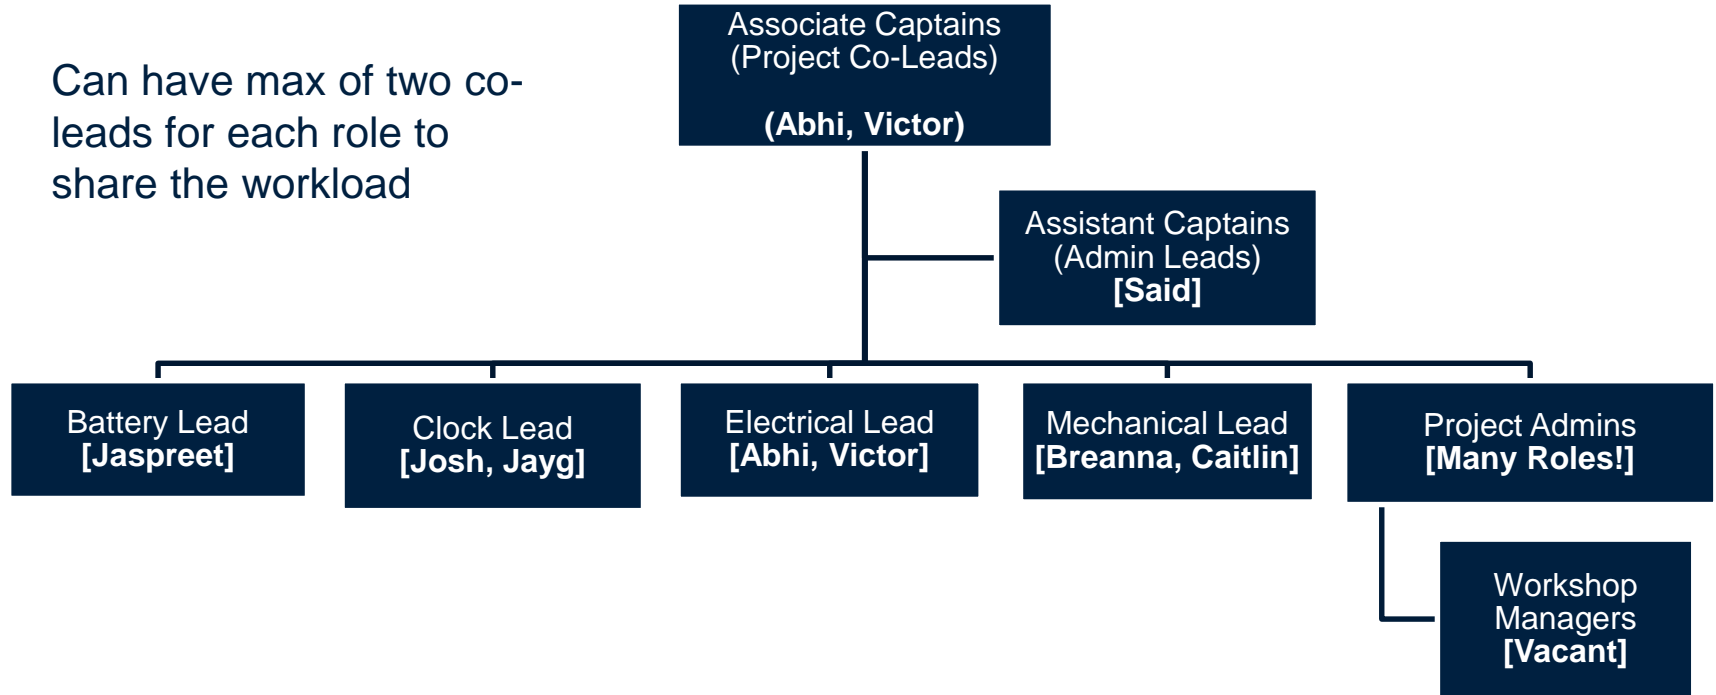 Can have max of two co-
leads for each role to
share the workload
Associate Captains
(Project Co-Leads)
(Abhi, Victor)
Assistant Captains
(Admin Leads)
[Said]
Battery Lead
[Jaspreet]
Clock Lead
[Josh, Jayg]
Electrical Lead
[Abhi, Victor]
Mechanical Lead
[Breanna, Caitlin]
Project Admins
[Many Roles!]
Workshop
Managers
[Vacant]